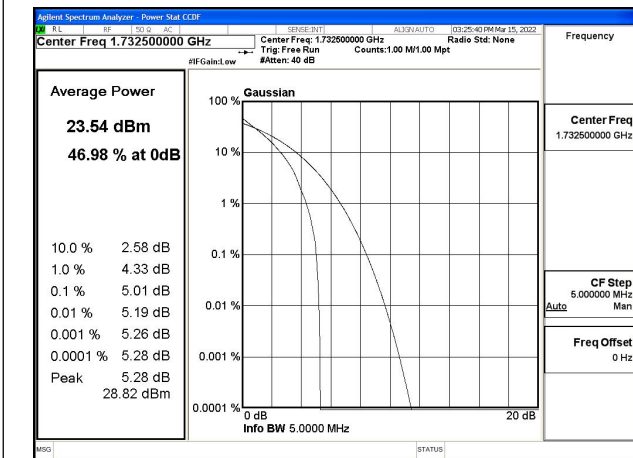 Agilent Spectrum Analyzer - Power Stat CCDF
RL RF 50 Ω AC SENSE:INT ALIGN AUTO 03:25:40 PM Mar 15, 2022
Center Freq 1.732500000 GHz
Center Freq: 1.732500000 GHz Radio Std: None
Trig: Free Run Counts:1.00 M/1.00 Mpt
#IFGain:Low #Atten: 40 dB
Frequency
Average Power
23.54 dBm
46.98 % at 0dB
10.0 % 2.58 dB
1.0 % 4.33 dB
0.1 % 5.01 dB
0.01 % 5.19 dB
0.001 % 5.26 dB
0.0001 % 5.28 dB
Peak 5.28 dB
28.82 dBm
Gaussian
100 %
10 %
1 %
0.1 %
0.01 %
0.001 %
0.0001 %
0 dB 20 dB
Info BW 5.0000 MHz
Center Freq
1.732500000 GHz
CF Step
5.000000 MHz
Auto Man
Freq Offset
0 Hz
MSG STATUS